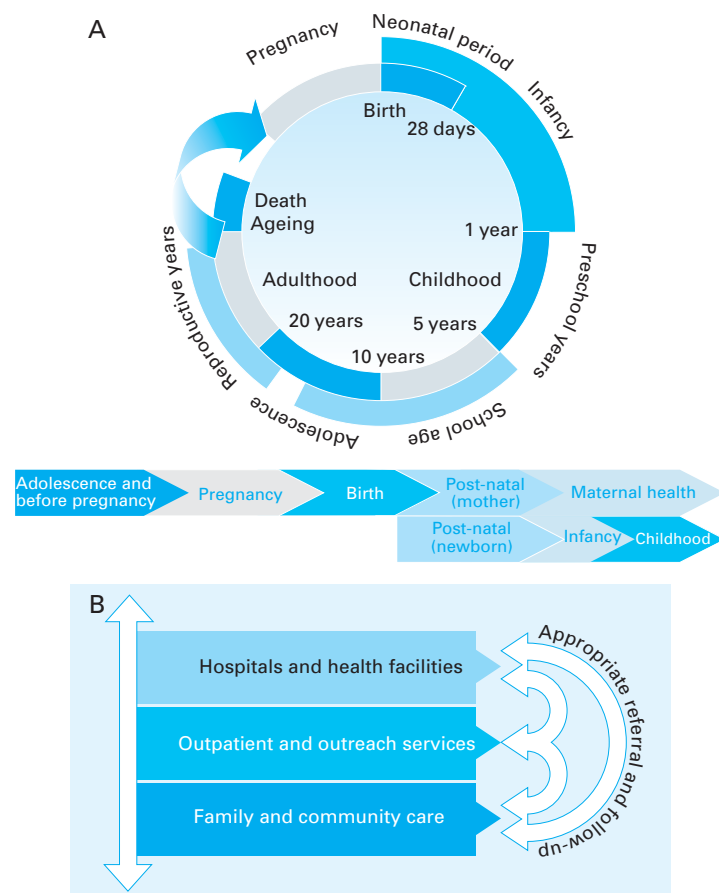 A
Pregnancy
Neonatal period
Infancy
Birth
28 days
Death
Ageing
1 year
Reproductive years
Adulthood
Childhood
Preschool years
20 years
5 years
10 years
Adolescence
School age
Adolescence and
before pregnancy
Pregnancy
Birth
Post-natal
(mother)
Maternal health
Post-natal
(newborn)
Infancy
Childhood
B
Hospitals and health facilities
Outpatient and outreach services
Family and community care
Appropriate referral and follow-up